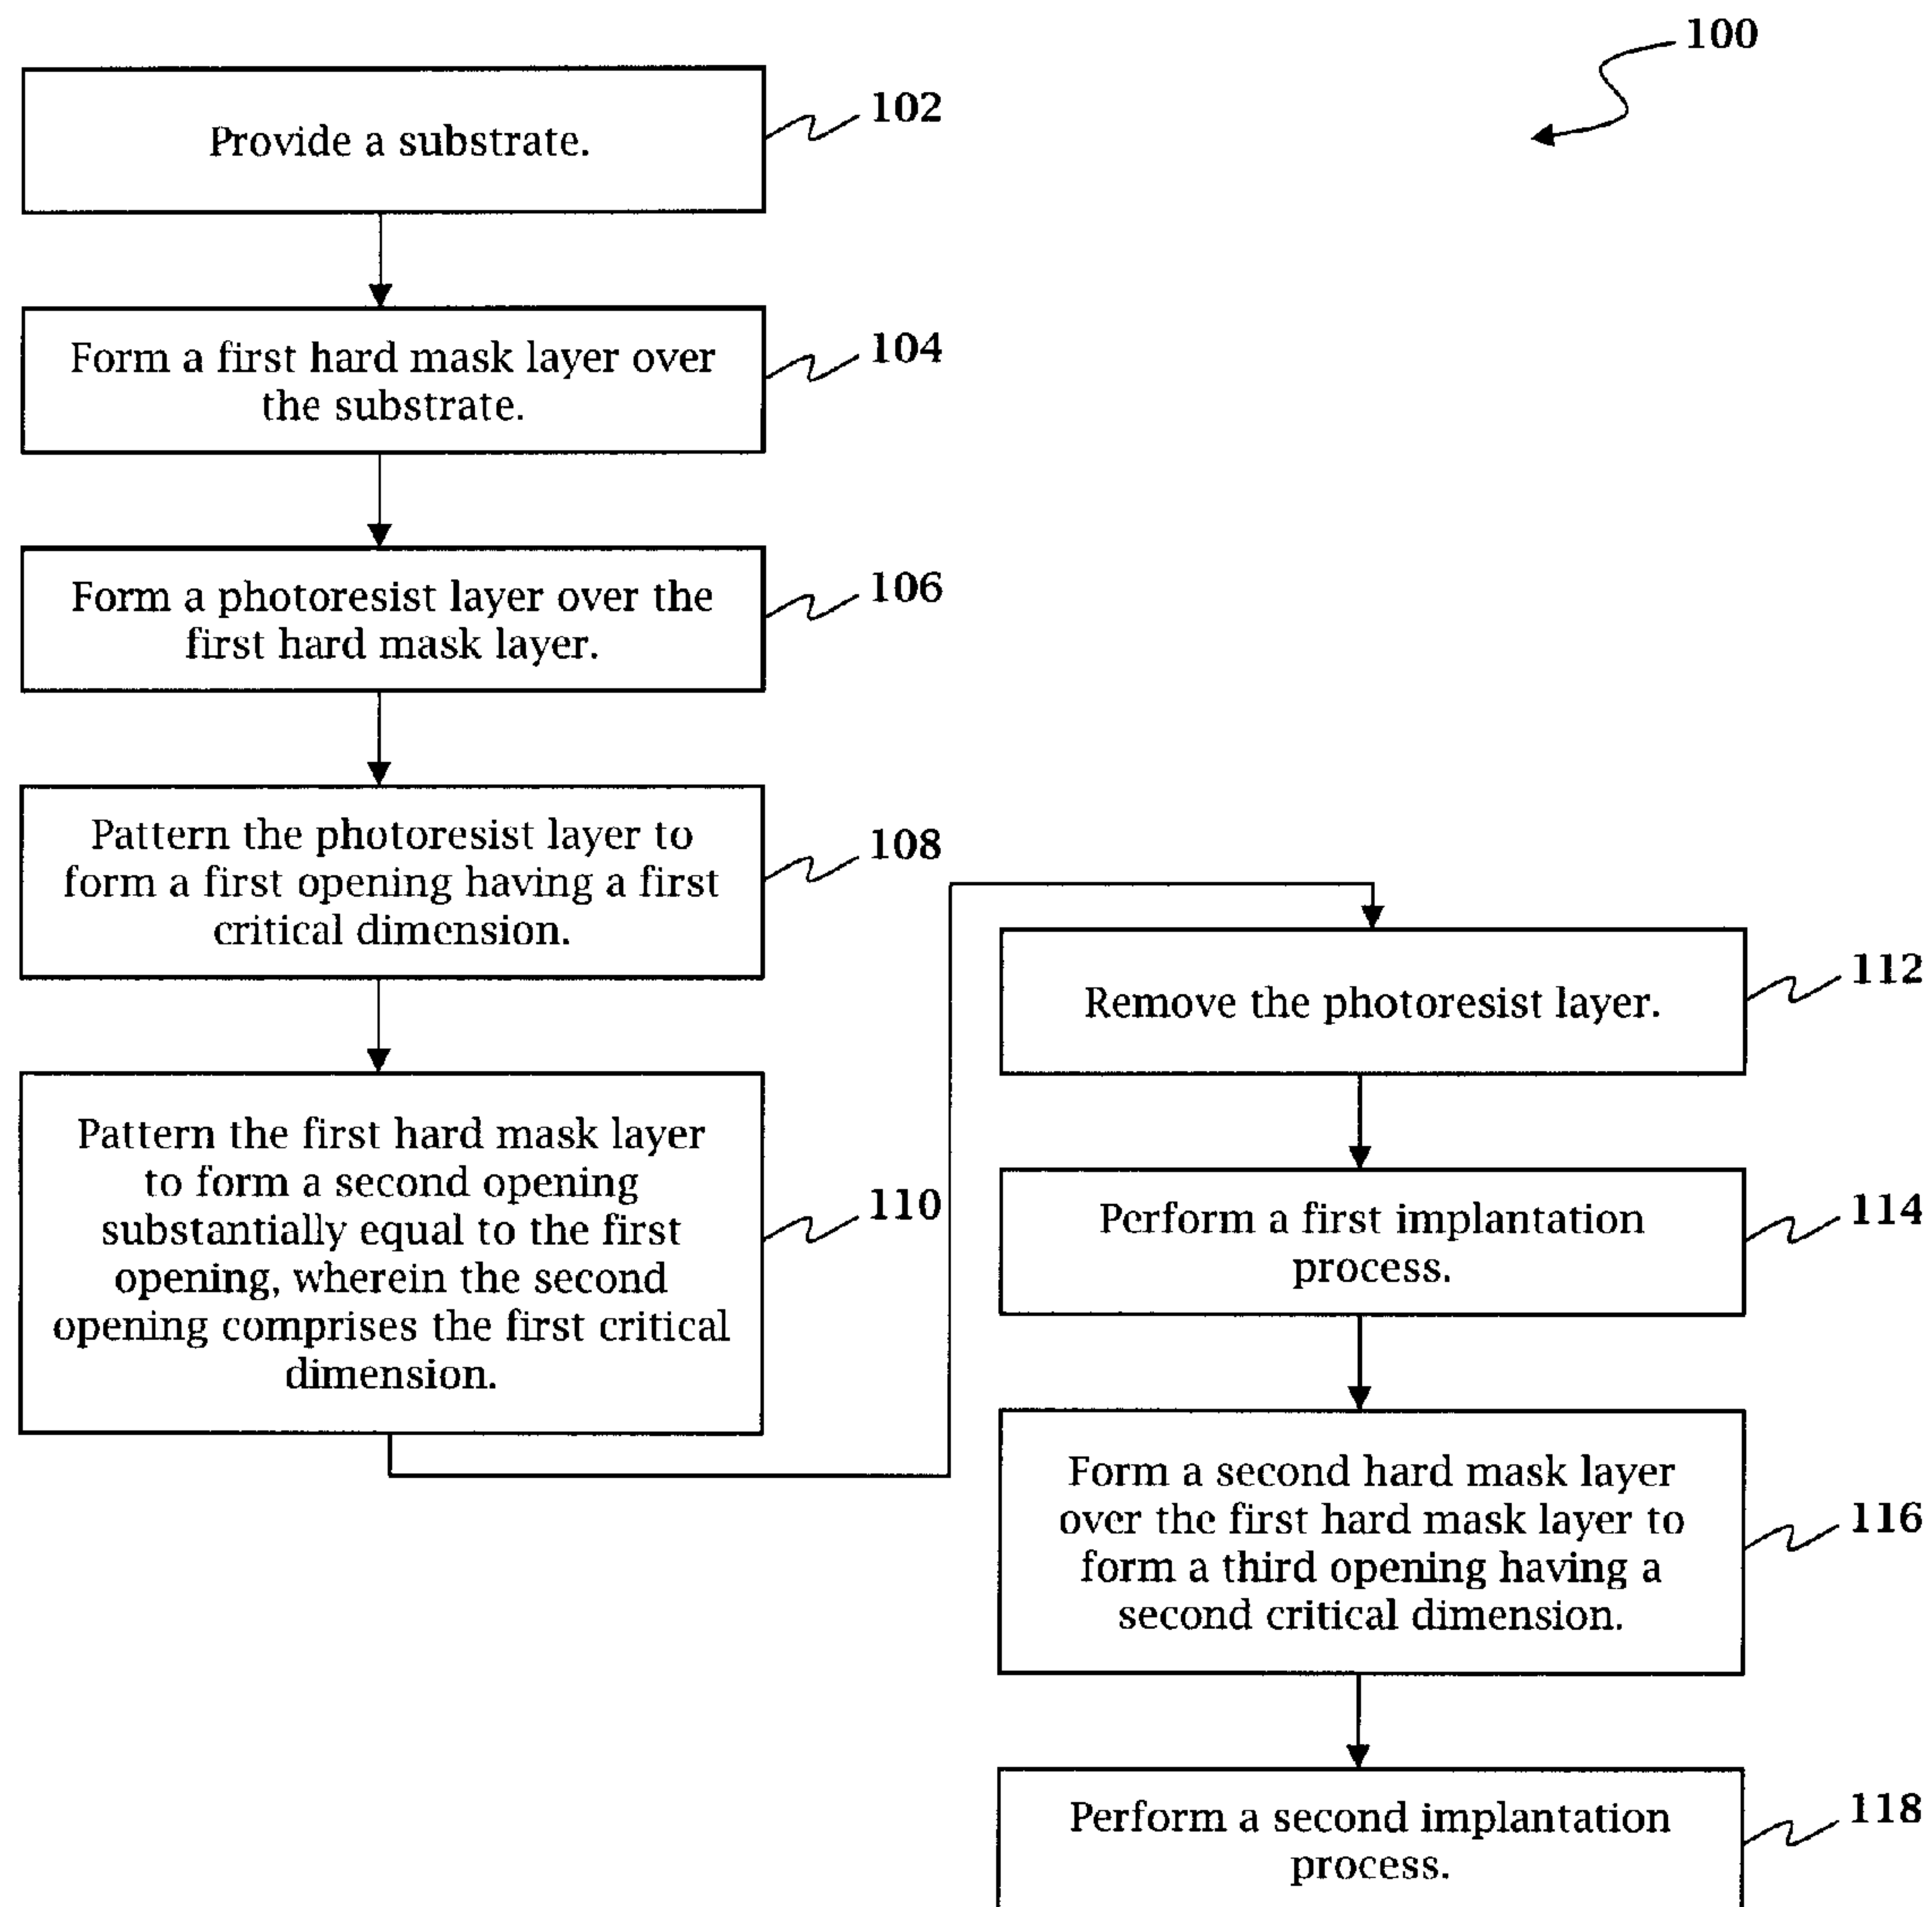 100
Provide a substrate.
102
Form a first hard mask layer over
the substrate.
104
Form a photoresist layer over the
first hard mask layer.
106
Pattern the photoresist layer to
form a first opening having a first
critical dimension.
108
Pattern the first hard mask layer
to form a second opening
substantially equal to the first
opening, wherein the second
opening comprises the first critical
dimension.
110
Remove the photoresist layer.
112
Perform a first implantation
process.
114
Form a second hard mask layer
over the first hard mask layer to
form a third opening having a
second critical dimension.
116
Perform a second implantation
process.
118